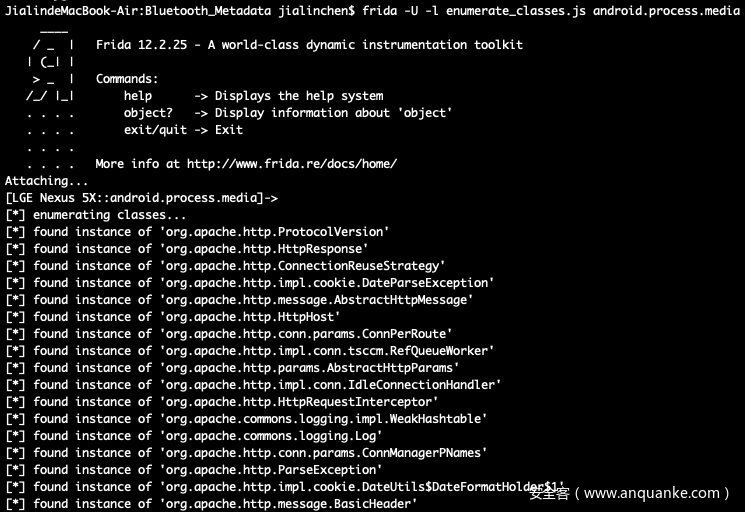 JialindeMacBook-Air:Bluetooth_Metadata jialinchen$ frida -U -l enumerate_classes.js android.process.media
     ____
    / _  |   Frida 12.2.25 - A world-class dynamic instrumentation toolkit
   | (_| |
    > _  |   Commands:
   /_/ |_|       help      -> Displays the help system
   . . . .       object?   -> Display information about 'object'
   . . . .       exit/quit -> Exit
   . . . .
   . . . .   More info at http://www.frida.re/docs/home/
Attaching...
[LGE Nexus 5X::android.process.media]->
[*] enumerating classes...
[*] found instance of 'org.apache.http.ProtocolVersion'
[*] found instance of 'org.apache.http.HttpResponse'
[*] found instance of 'org.apache.http.ConnectionReuseStrategy'
[*] found instance of 'org.apache.http.impl.cookie.DateParseException'
[*] found instance of 'org.apache.http.message.AbstractHttpMessage'
[*] found instance of 'org.apache.http.HttpHost'
[*] found instance of 'org.apache.http.conn.params.ConnPerRoute'
[*] found instance of 'org.apache.http.impl.conn.tsccm.RefQueueWorker'
[*] found instance of 'org.apache.http.params.AbstractHttpParams'
[*] found instance of 'org.apache.http.impl.conn.IdleConnectionHandler'
[*] found instance of 'org.apache.http.HttpRequestInterceptor'
[*] found instance of 'org.apache.commons.logging.impl.WeakHashtable'
[*] found instance of 'org.apache.commons.logging.Log'
[*] found instance of 'org.apache.http.conn.params.ConnManagerPNames'
[*] found instance of 'org.apache.http.ParseException'
[*] found instance of 'org.apache.http.impl.cookie.DateUtils$DateFormatHolder$1'
[*] found instance of 'org.apache.http.message.BasicHeader'
安全客 ( www.anquanke.com )